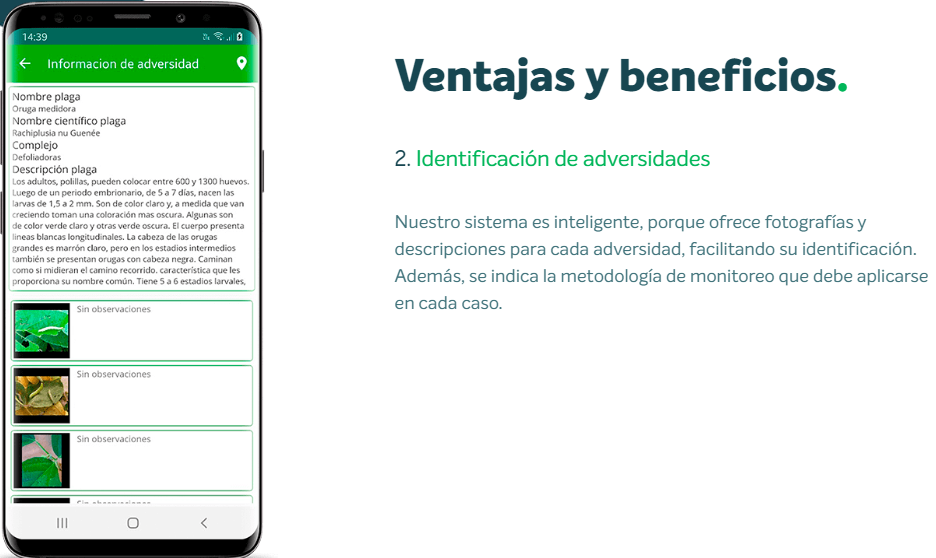 14:39
Informacion de adversidad
Nombre plaga
Oruga medidora
Nombre científico plaga
Rachiplusia nu Guenée
Complejo
Defoliadoras
Descripción plaga
Los adultos, polillas, pueden colocar entre 600 y 1300 huevos.
Luego de un periodo embrionario, de 5 a 7 días, nacen las
larvas de 1,5 a 2 mm. Son de color claro y, a medida que van
creciendo toman una coloración mas oscura. Algunas son
de color verde claro y otras verde oscura. El cuerpo presenta
líneas blancas longitudinales. La cabeza de las orugas
grandes es marrón claro, pero en los estadios intermedios
también se presentan orugas con cabeza negra. Caminan
como si midieran el camino recorrido. característica que les
proporciona su nombre común. Tiene 5 a 6 estadios larvales,
Sin observaciones
Sin observaciones
Sin observaciones
Sin observaciones
Ventajas y beneficios.
2. Identificación de adversidades
Nuestro sistema es inteligente, porque ofrece fotografías y
descripciones para cada adversidad, facilitando su identificación.
Además, se indica la metodología de monitoreo que debe aplicarse
en cada caso.